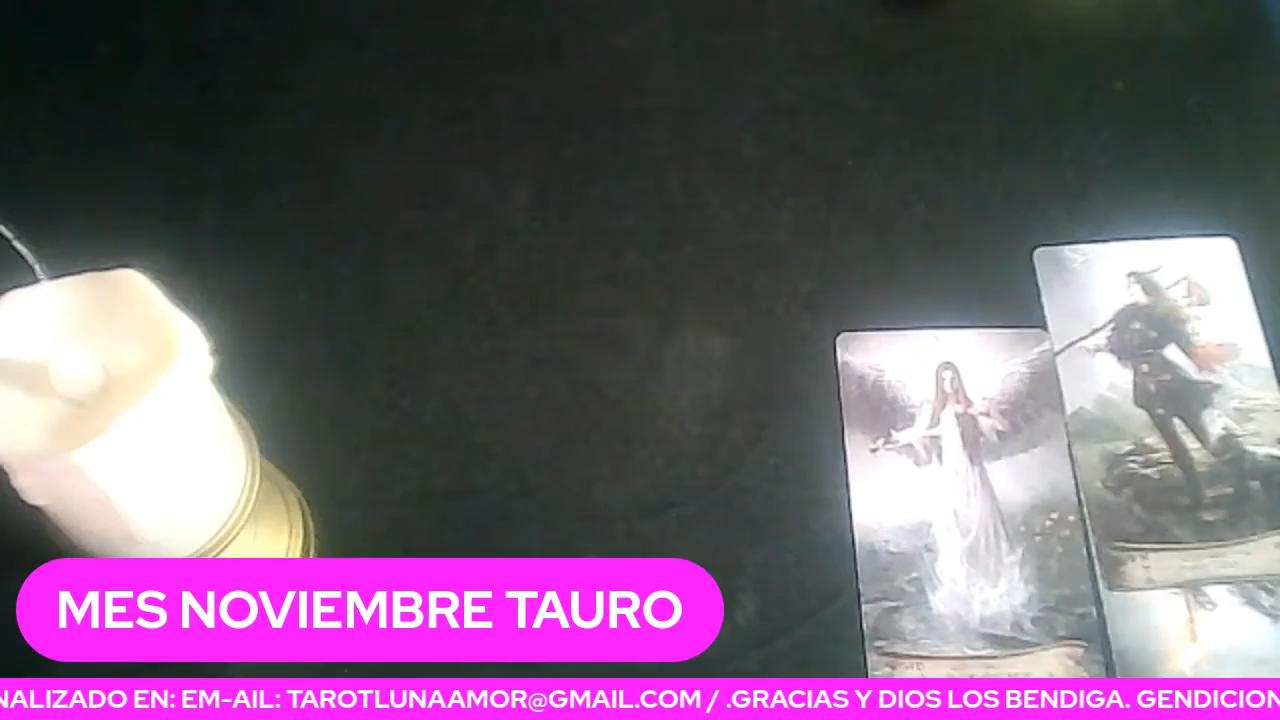 MES NOVIEMBRE TAURO
NALIZADO EN: EM-AIL: TAROTLUNAAMOR@GMAIL.COM / .GRACIAS Y DIOS LOS BENDIGA. GENDICION